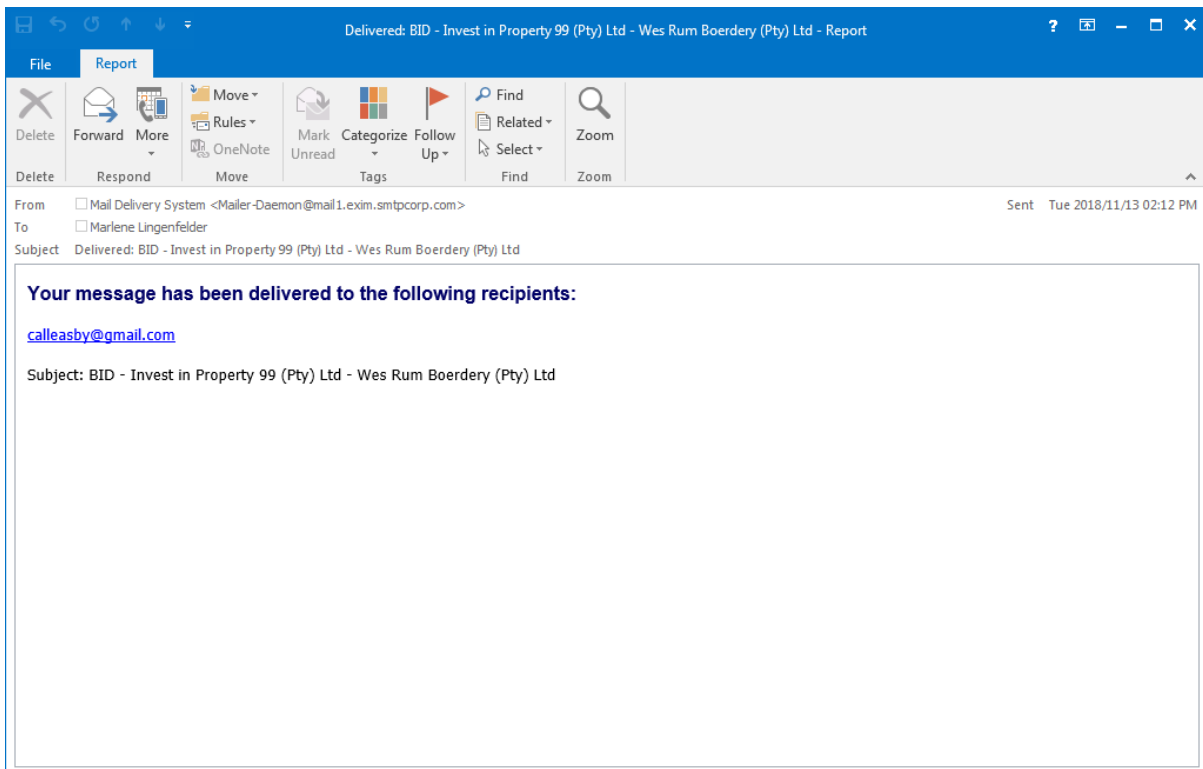 Delivered: BID - Invest in Property 99 (Pty) Ltd - Wes Rum Boerdery (Pty) Ltd - Report
?
File Report
Delete
Forward
More
Move
Rules
OneNote
Mark Unread
Categorize
Follow Up
Find
Related
Select
Zoom
Delete Respond Move Tags Find Zoom
From Mail Delivery System <Mailer-Daemon@mail1.exim.smtpcorp.com> Sent Tue 2018/11/13 02:12 PM
To Marlene Lingenfelder
Subject Delivered: BID - Invest in Property 99 (Pty) Ltd - Wes Rum Boerdery (Pty) Ltd
Your message has been delivered to the following recipients:
calleasby@gmail.com
Subject: BID - Invest in Property 99 (Pty) Ltd - Wes Rum Boerdery (Pty) Ltd